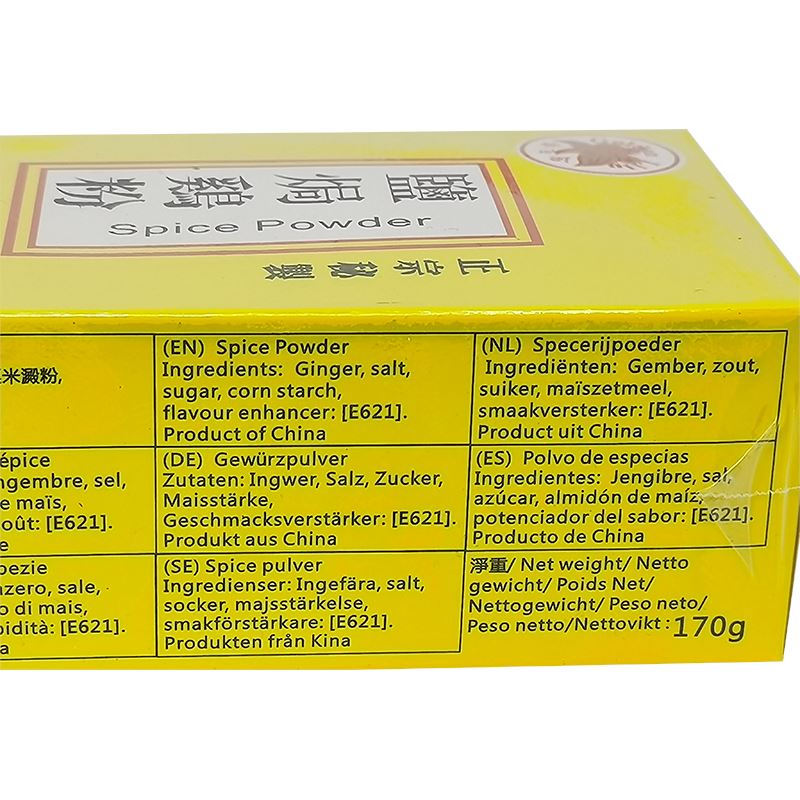 鹽焗鷄粉
Spice Powder
正宗秘製
米澱粉,
(EN) Spice Powder
Ingredients: Ginger, salt,
sugar, corn starch,
flavour enhancer: [E621].
Product of China
(NL) Specerijpoeder
Ingrediënten: Gember, zout,
suiker, maïszetmeel,
smaakversterker: [E621].
Product uit China
épice
ngembre, sel,
e maïs,
oût: [E621].
e
(DE) Gewürzpulver
Zutaten: Ingwer, Salz, Zucker,
Maisstärke,
Geschmacksverstärker: [E621].
Produkt aus China
(ES) Polvo de especias
Ingredientes: Jengibre, sal,
azúcar, almidón de maíz,
potenciador del sabor: [E621].
Producto de China
pezie
nzero, sale,
o di mais,
pidità: [E621].
a
(SE) Spice pulver
Ingredienser: Ingefära, salt,
socker, majsstärkelse,
smakförstärkare: [E621].
Produkten från Kina
淨重/ Net weight/ Netto
gewicht/ Poids Net/
Nettogewicht/ Peso neto/
Peso netto/Nettovikt : 170g